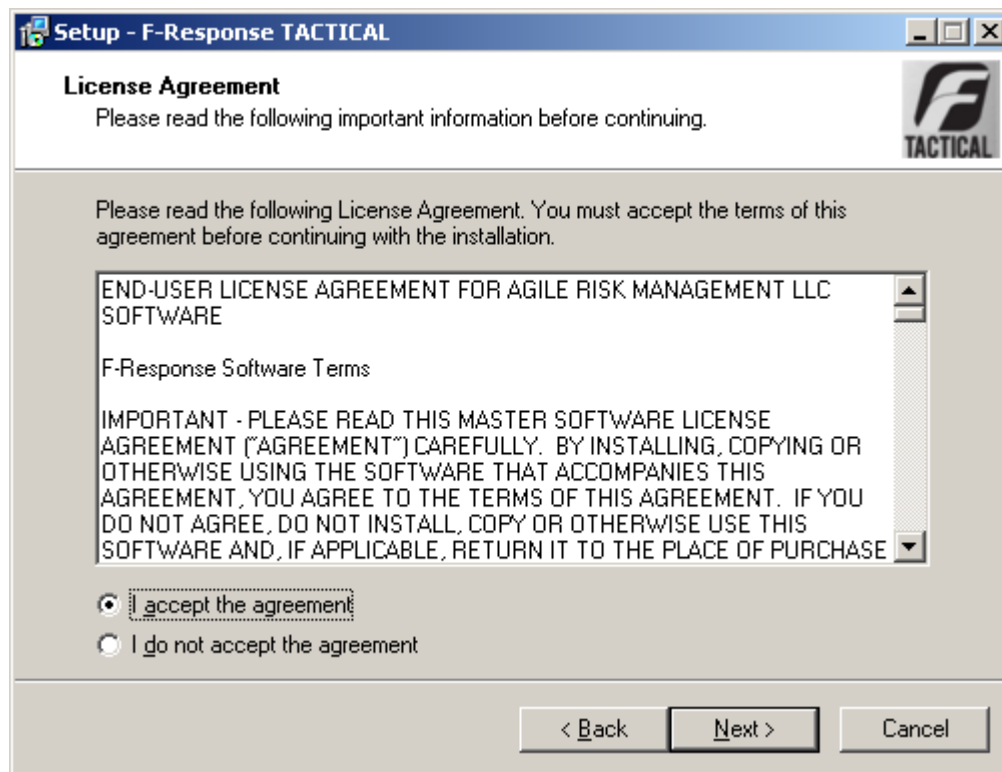 Setup - F-Response TACTICAL
License Agreement
Please read the following important information before continuing.
F
TACTICAL
Please read the following License Agreement. You must accept the terms of this
agreement before continuing with the installation.
END-USER LICENSE AGREEMENT FOR AGILE RISK MANAGEMENT LLC
SOFTWARE
F-Response Software Terms
IMPORTANT - PLEASE READ THIS MASTER SOFTWARE LICENSE
AGREEMENT ("AGREEMENT") CAREFULLY.  BY INSTALLING, COPYING OR
OTHERWISE USING THE SOFTWARE THAT ACCOMPANIES THIS
AGREEMENT, YOU AGREE TO THE TERMS OF THIS AGREEMENT.  IF YOU
DO NOT AGREE, DO NOT INSTALL, COPY OR OTHERWISE USE THIS
SOFTWARE AND, IF APPLICABLE, RETURN IT TO THE PLACE OF PURCHASE
I accept the agreement
I do not accept the agreement
< Back
Next >
Cancel